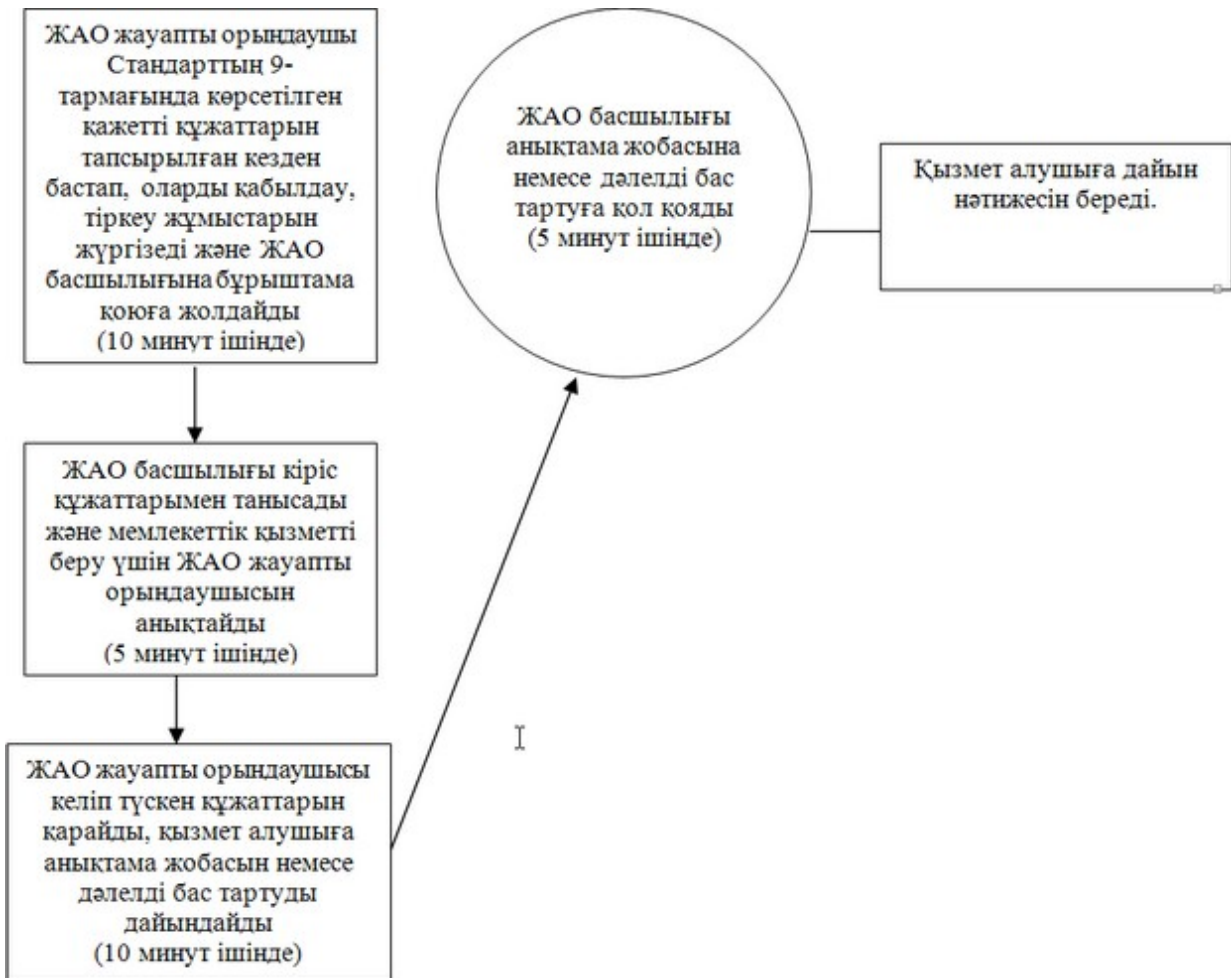 ЖАО жауапты орындаушы
Стандарттың 9-
тармағында көрсетілген
қажетті құжаттарын
тапсырылған кезден
бастап, оларды қабылдау,
тіркеу жұмыстарын
жүргізеді және ЖАО
басшылығына бұрыштама
қоюға жолдайды
(10 минут ішінде)
ЖАО басшылығы кіріс
құжаттарымен танысады
және мемлекеттік қызметті
беру үшін ЖАО жауапты
орындаушысын
анықтайды
(5 минут ішінде)
ЖАО жауапты орындаушысы
келіп түскен құжаттарын
қарайды, қызмет алушыға
анықтама жобасын немесе
дәлелді бас тартуды
дайындайды
(10 минут ішінде)
ЖАО басшылығы
анықтама жобасына
немесе дәлелді бас
тартуға қол қояды
(5 минут ішінде)
Қызмет алушыға дайын
нәтижесін береді.